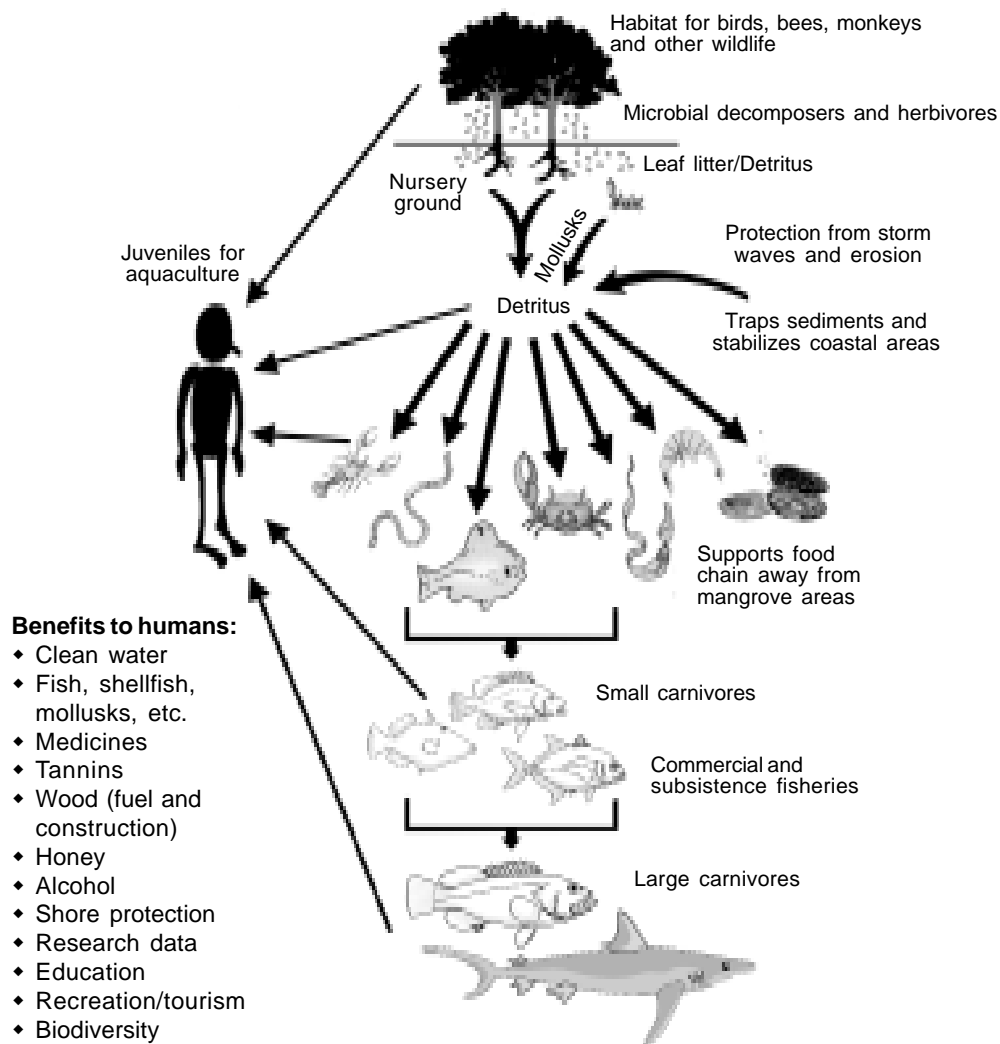 Habitat for birds, bees, monkeys
and other wildlife
Microbial decomposers and herbivores
Leaf litter/Detritus
Nursery
ground
Mollusks
Protection from storm
waves and erosion
Juveniles for
aquaculture
Detritus
Traps sediments and
stabilizes coastal areas
Supports food
chain away from
mangrove areas
Benefits to humans:
◆ Clean water
◆ Fish, shellfish,
mollusks, etc.
◆ Medicines
◆ Tannins
◆ Wood (fuel and
construction)
◆ Honey
◆ Alcohol
◆ Shore protection
◆ Research data
◆ Education
◆ Recreation/tourism
◆ Biodiversity
Small carnivores
Commercial and
subsistence fisheries
Large carnivores